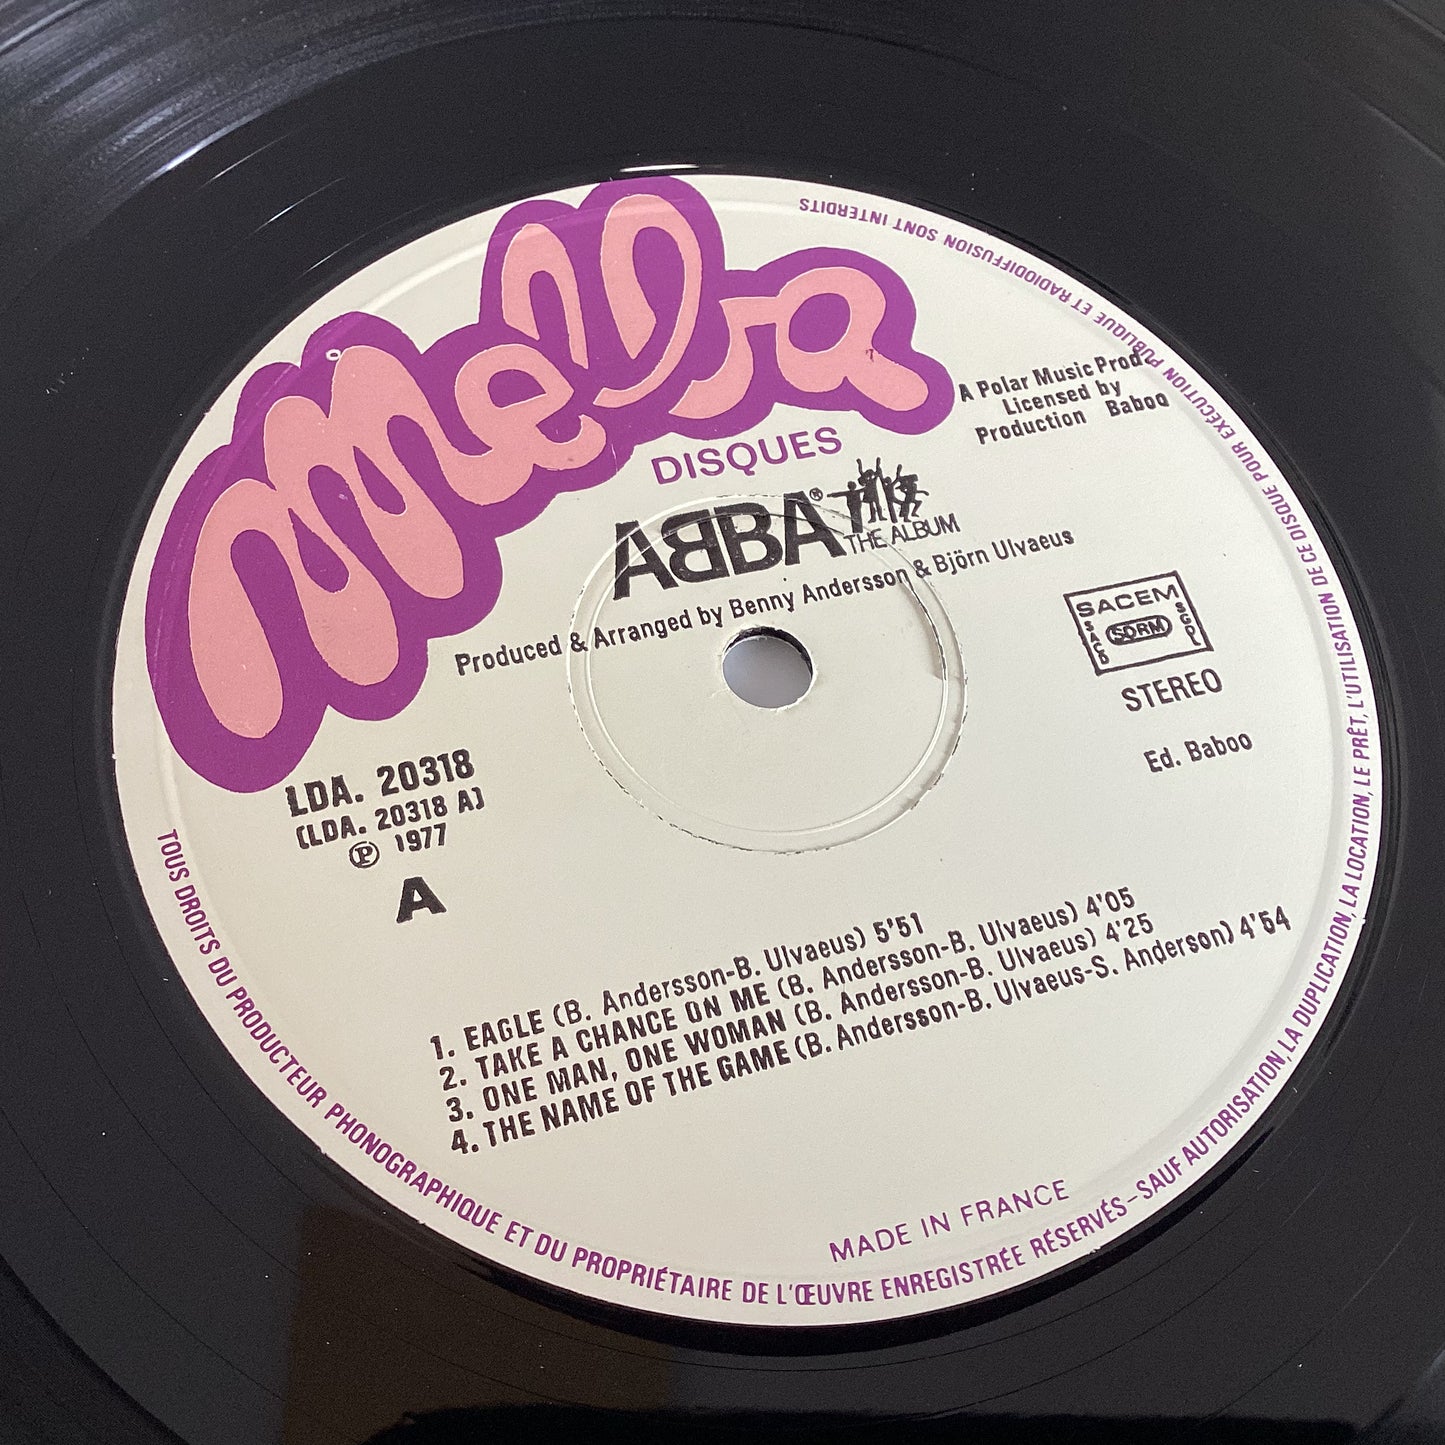 Melba
DISQUES
A Polar Music Prod.
Licensed by
Production Baboo
ABBA®
THE ALBUM
Produced & Arranged by Benny Andersson & Björn Ulvaeus
SACEM
SACD
SDRM
SGDL
STEREO
Ed. Baboo
LDA. 20318
(LDA. 20318 A)
Ⓟ 1977
A
1. EAGLE (B. Andersson-B. Ulvaeus) 5'51
2. TAKE A CHANCE ON ME (B. Andersson-B. Ulvaeus) 4'05
3. ONE MAN, ONE WOMAN (B. Andersson-B. Ulvaeus) 4'25
4. THE NAME OF THE GAME (B. Andersson-B. Ulvaeus-S. Anderson) 4'54
MADE IN FRANCE
TOUS DROITS DU PRODUCTEUR PHONOGRAPHIQUE ET DU PROPRIÉTAIRE DE L'ŒUVRE ENREGISTRÉE RÉSERVÉS – SAUF AUTORISATION, LA DUPLICATION, LA LOCATION, LE PRÊT, L'UTILISATION DE CE DISQUE POUR EXÉCUTION PUBLIQUE ET RADIODIFFUSION SONT INTERDITS